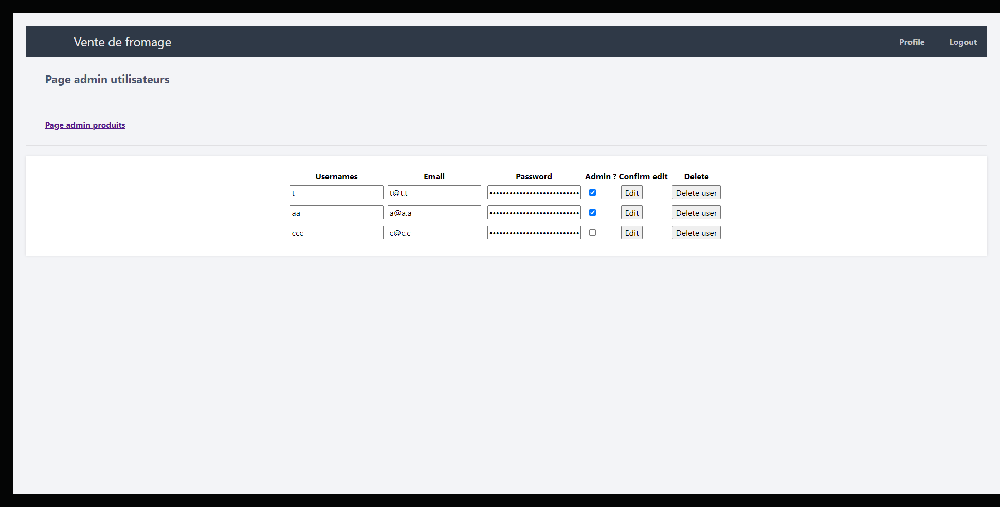 Vente de fromage Profile Logout
Page admin utilisateurs
Page admin produits
Usernames Email Password Admin ? Confirm edit Delete
t t@t.t ••••••••••••••••••••••••••• Edit Delete user
aa a@a.a ••••••••••••••••••••••••••• Edit Delete user
ccc c@c.c ••••••••••••••••••••••••••• Edit Delete user